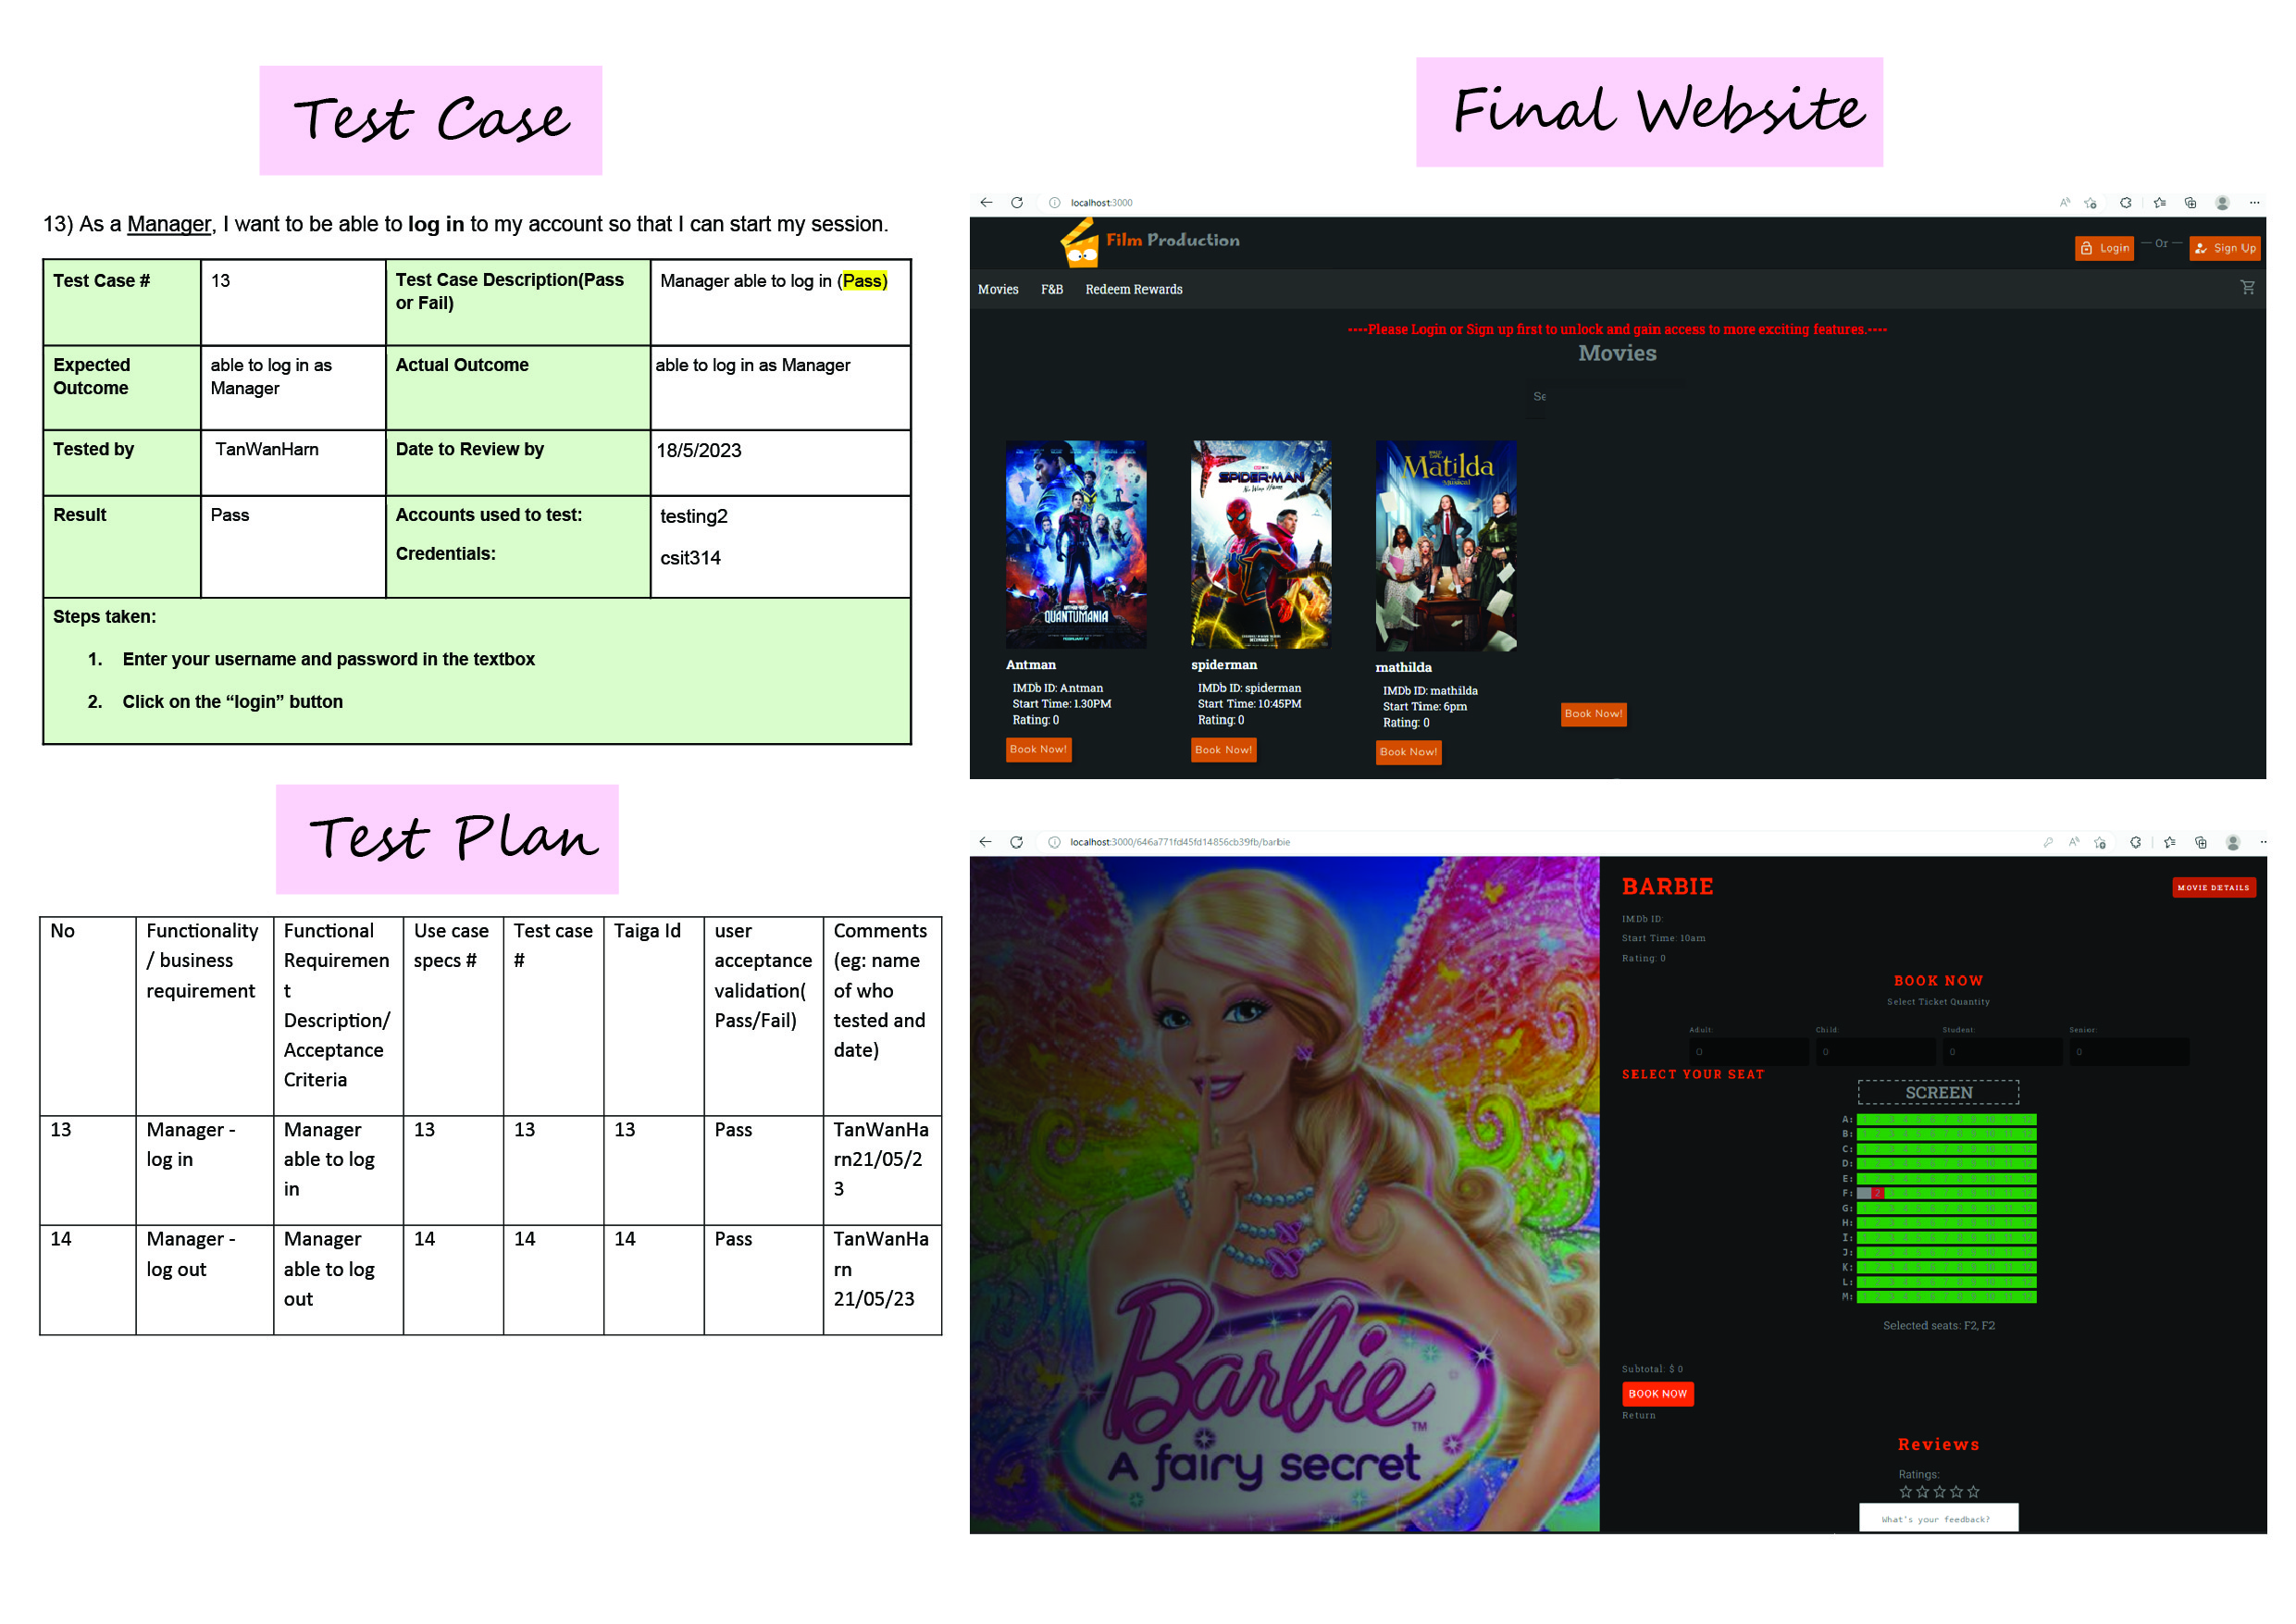 Test Case
13) As a Manager, I want to be able to log in to my account so that I can start my session.
Test Case #
13
Test Case Description(Pass
or Fail)
Manager able to log in (Pass)
Expected
Outcome
able to log in as
Manager
Actual Outcome
able to log in as Manager
Tested by
TanWanHarn
Date to Review by
18/5/2023
Result
Pass
Accounts used to test:
Credentials:
testing2
csit314
Steps taken:
1. Enter your username and password in the textbox
2. Click on the “login” button
Test Plan
No
Functionality
/ business
requirement
Functional
Requiremen
t
Description/
Acceptance
Criteria
Use case
specs #
Test case
#
Taiga Id
user
acceptance
validation(
Pass/Fail)
Comments
(eg: name
of who
tested and
date)
13
Manager -
log in
Manager
able to log
in
13
13
13
Pass
TanWanHa
rn21/05/2
3
14
Manager -
log out
Manager
able to log
out
14
14
14
Pass
TanWanHa
rn
21/05/23
Final Website
localhost:3000
Film Production
Login
— Or —
Sign Up
Movies
F&B
Redeem Rewards
----Please Login or Sign up first to unlock and gain access to more exciting features.----
Movies
Se
QUANTUMANIA
SPIDER-MAN
No Way Home
Matilda
Musical
Antman
IMDb ID: Antman
Start Time: 1.30PM
Rating: 0
Book Now!
spiderman
IMDb ID: spiderman
Start Time: 10:45PM
Rating: 0
Book Now!
mathilda
IMDb ID: mathilda
Start Time: 6pm
Rating: 0
Book Now!
Book Now!
localhost:3000/646a771fd45fd14856cb39fb/barbie
Barbie™
A fairy secret
BARBIE
MOVIE DETAILS
IMDb ID:
Start Time: 10am
Rating: 0
BOOK NOW
Select Ticket Quantity
Adult:
Child:
Student:
Senior:
0
0
0
0
SELECT YOUR SEAT
SCREEN
A:
B:
C:
D:
E:
F: 2
G:
H:
I:
J:
K:
L:
M:
Selected seats: F2, F2
Subtotal: $ 0
BOOK NOW
Return
Reviews
Ratings:
What's your feedback?